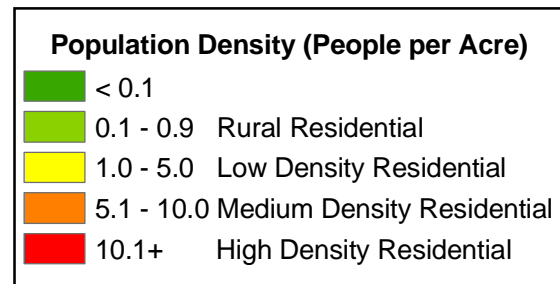 Population Density (People per Acre)
< 0.1
0.1 - 0.9 Rural Residential
1.0 - 5.0 Low Density Residential
5.1 - 10.0 Medium Density Residential
10.1+ High Density Residential